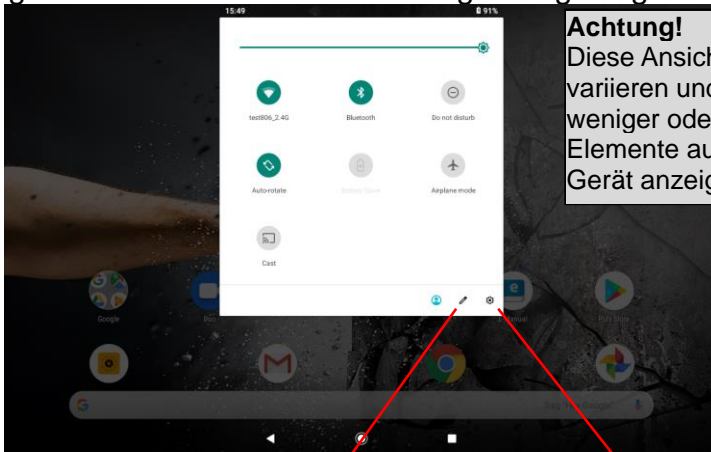 15:49
91%
Achtung!
Diese Ansich
variieren und
weniger ode
Elemente au
Gerät anzeig
test806_2.4G
Bluetooth
Do not disturb
Auto-rotate
Airplane mode
Cast
Google
Duo
Play Store